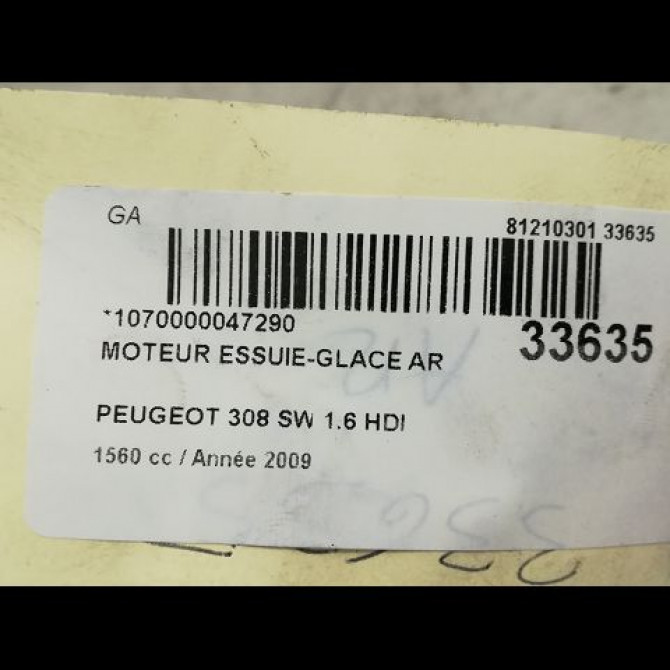 GA
81210301 33635
*1070000047290
33635
MOTEUR ESSUIE-GLACE AR
PEUGEOT 308 SW 1.6 HDI
1560 cc / Année 2009